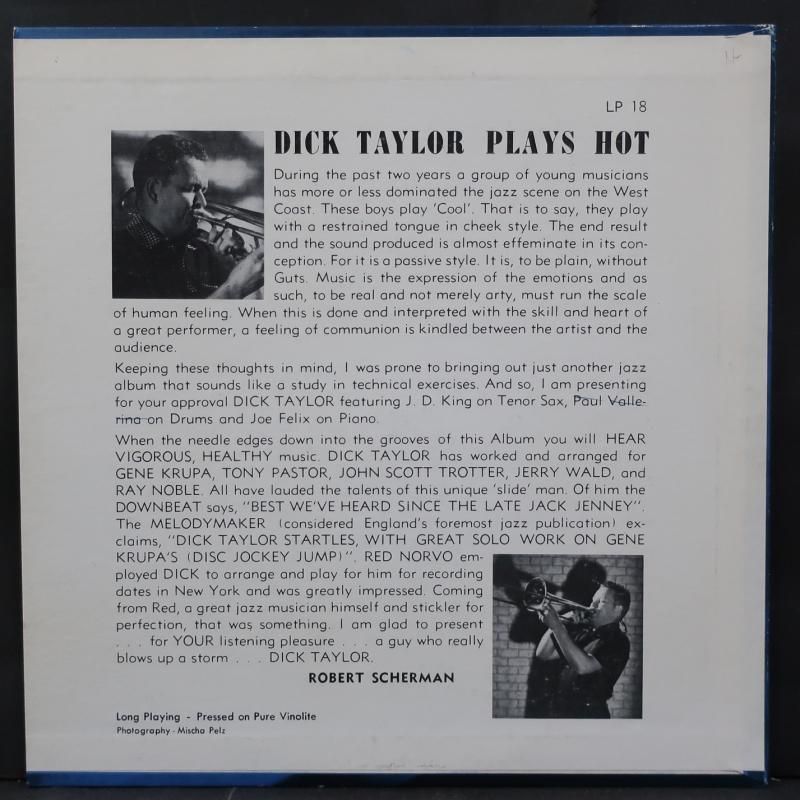 LP 18
DICK TAYLOR PLAYS HOT
During the past two years a group of young musicians
has more or less dominated the jazz scene on the West
Coast. These boys play 'Cool'. That is to say, they play
with a restrained tongue in cheek style. The end result
and the sound produced is almost effeminate in its con-
ception. For it is a passive style. It is, to be plain, without
Guts. Music is the expression of the emotions and as
such, to be real and not merely arty, must run the scale
of human feeling. When this is done and interpreted with the skill and heart of
a great performer, a feeling of communion is kindled between the artist and the
audience.
Keeping these thoughts in mind, I was prone to bringing out just another jazz
album that sounds like a study in technical exercises. And so, I am presenting
for your approval DICK TAYLOR featuring J. D. King on Tenor Sax, Paul Valle-
rina on Drums and Joe Felix on Piano.
When the needle edges down into the grooves of this Album you will HEAR
VIGOROUS, HEALTHY music. DICK TAYLOR has worked and arranged for
GENE KRUPA, TONY PASTOR, JOHN SCOTT TROTTER, JERRY WALD, and
RAY NOBLE. All have lauded the talents of this unique 'slide' man. Of him the
DOWNBEAT says, "BEST WE'VE HEARD SINCE THE LATE JACK JENNEY".
The MELODYMAKER (considered England's foremost jazz publication) ex-
claims, "DICK TAYLOR STARTLES, WITH GREAT SOLO WORK ON GENE
KRUPA'S (DISC JOCKEY JUMP)". RED NORVO em-
ployed DICK to arrange and play for him for recording
dates in New York and was greatly impressed. Coming
from Red, a great jazz musician himself and stickler for
perfection, that was something. I am glad to present
. . . for YOUR listening pleasure . . . a guy who really
blows up a storm . . . DICK TAYLOR.
ROBERT SCHERMAN
Long Playing - Pressed on Pure Vinolite
Photography - Mischa Pelz